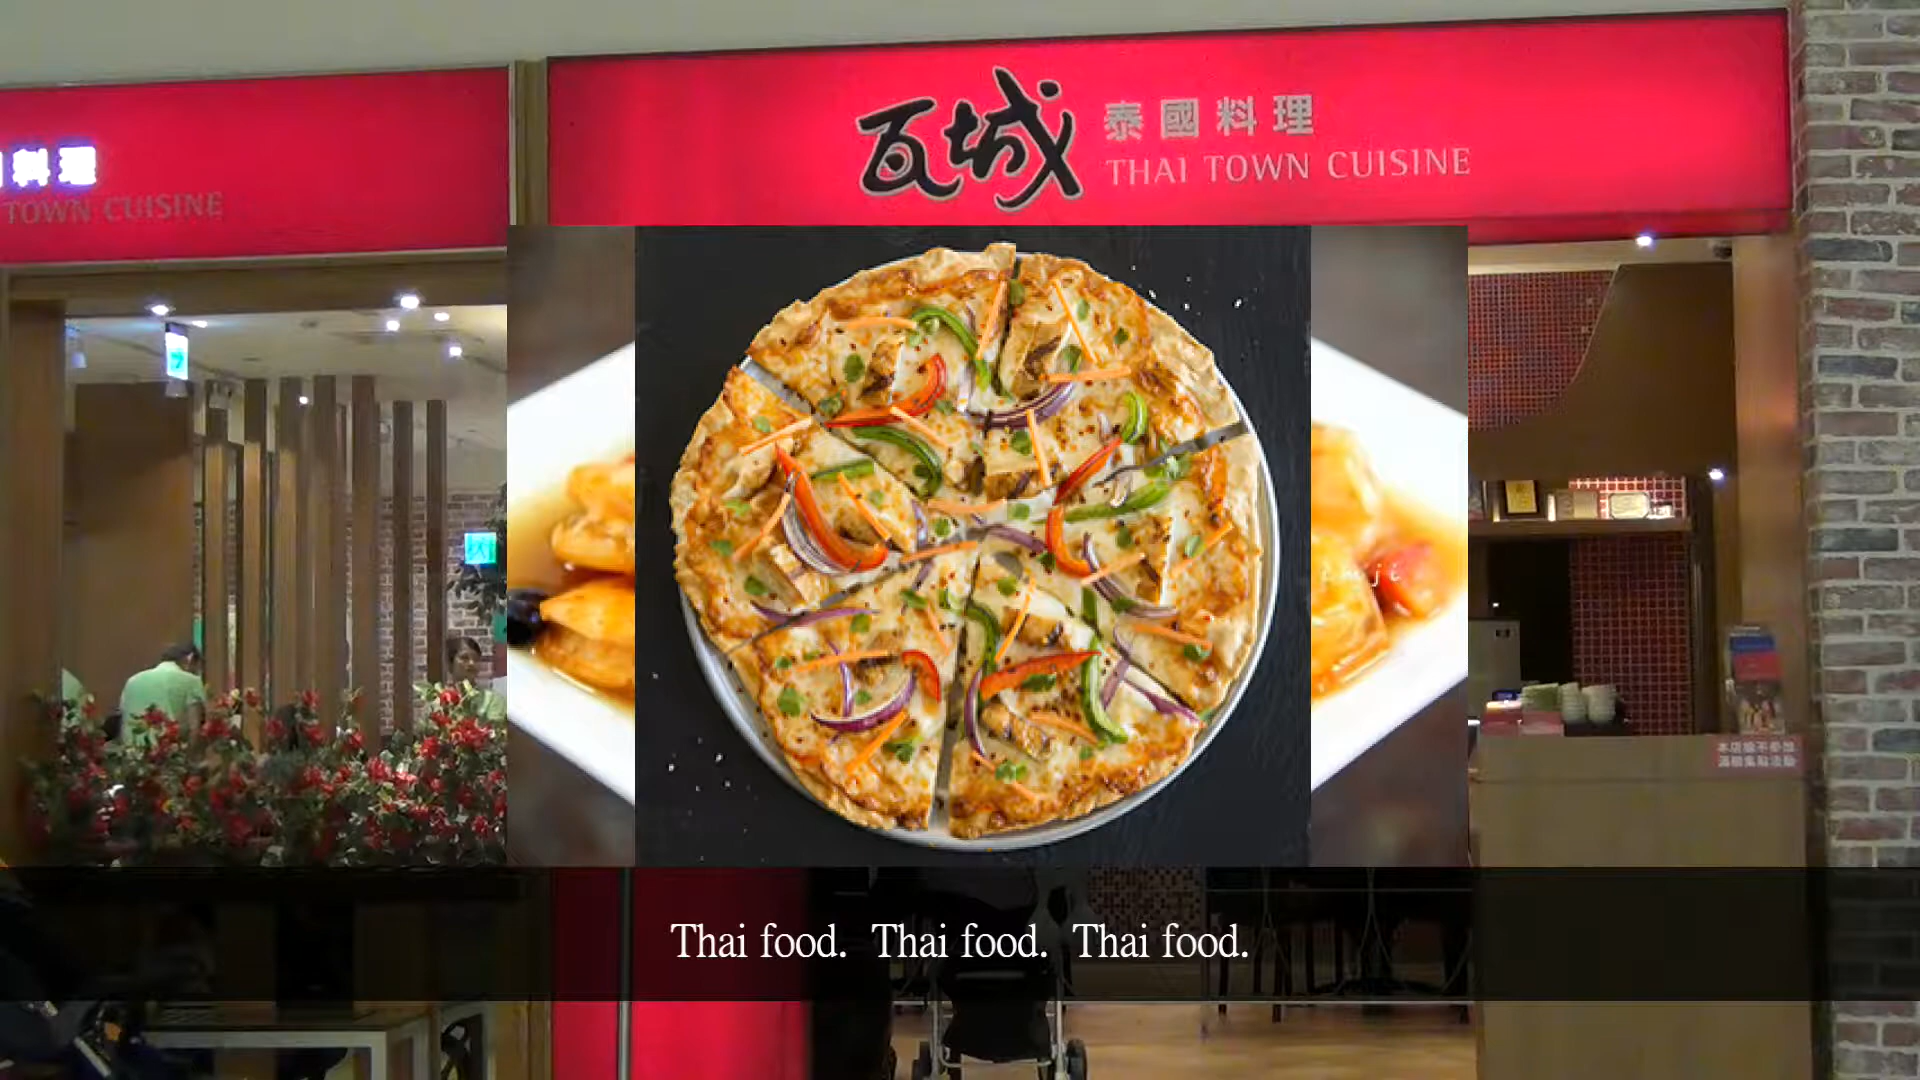 瓦城 泰國料理
THAI TOWN CUISINE
料理
TOWN CUISINE
Thai food.  Thai food.  Thai food.